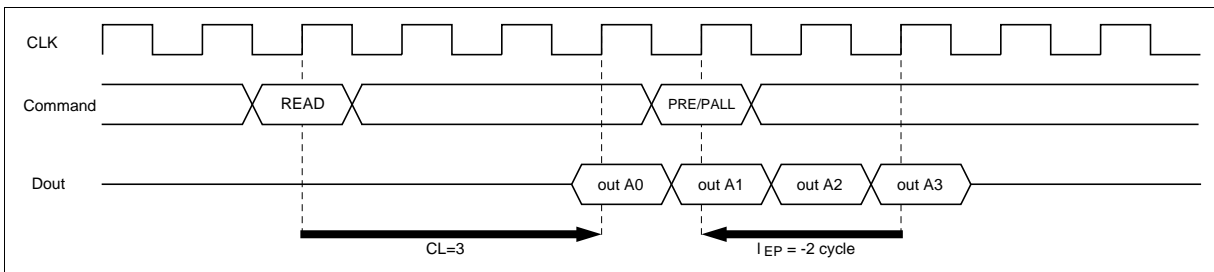 CLK
Command
READ
PRE/PALL
Dout
out A0
out A1
out A2
out A3
CL=3
I EP = -2 cycle